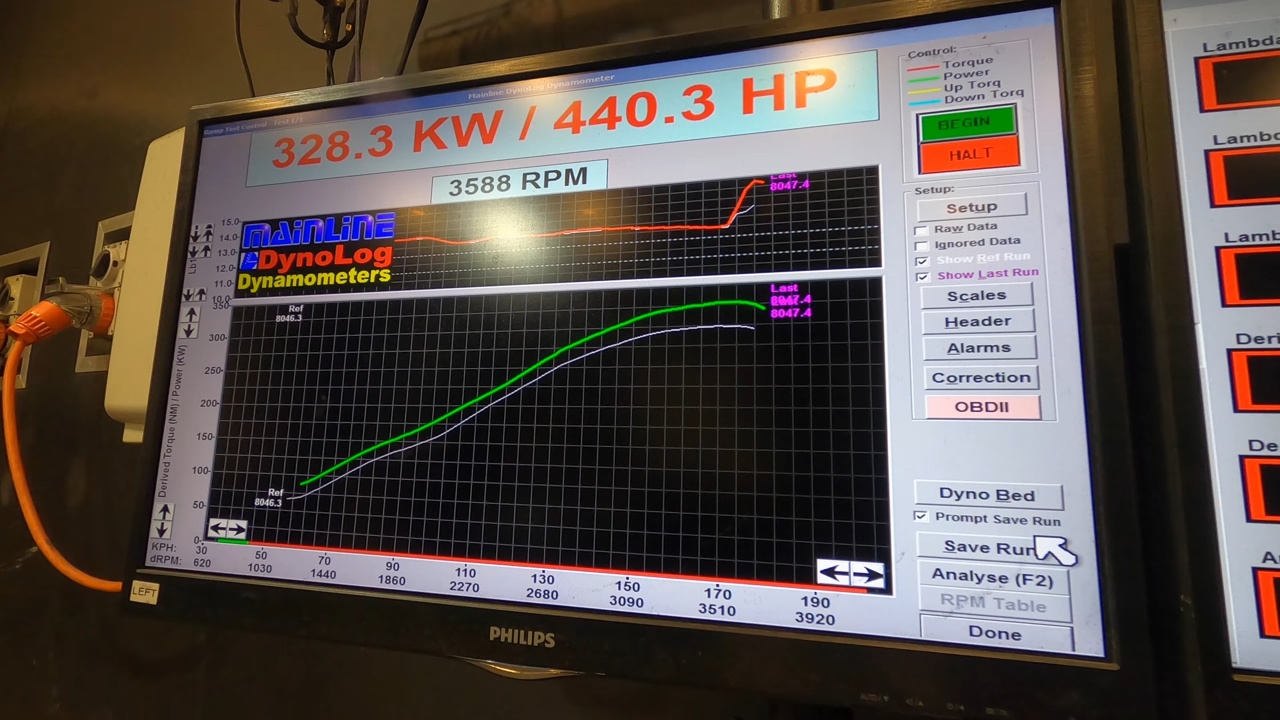 Mainline DynoLog Dynamometer
328.3 KW / 440.3 HP
3588 RPM
15.0
14.0
13.0
12.0
11.0
10.0
MAiNLiNE
DynoLog
Dynamometers
Last
8047.4
350
300
250
200
150
100
50
0
Derived Torque (NM) / Power (KW)
Ref
8046.3
Last
8047.4
8047.4
Ref
8046.3
KPH: 30 50 70 90 110 130 150 170 190
dRPM: 620 1030 1440 1860 2270 2680 3090 3510 3920
Control:
Torque
Power
Up Torq
Down Torq
BEGIN
HALT
Setup:
Setup
Raw Data
Ignored Data
Show Ref Run
Show Last Run
Scales
Header
Alarms
Correction
OBDII
Dyno Bed
Prompt Save Run
Save Run
Analyse (F2)
RPM Table
Done
LEFT
PHILIPS
Lambda
Lambd
Lamb
Deri
De
A